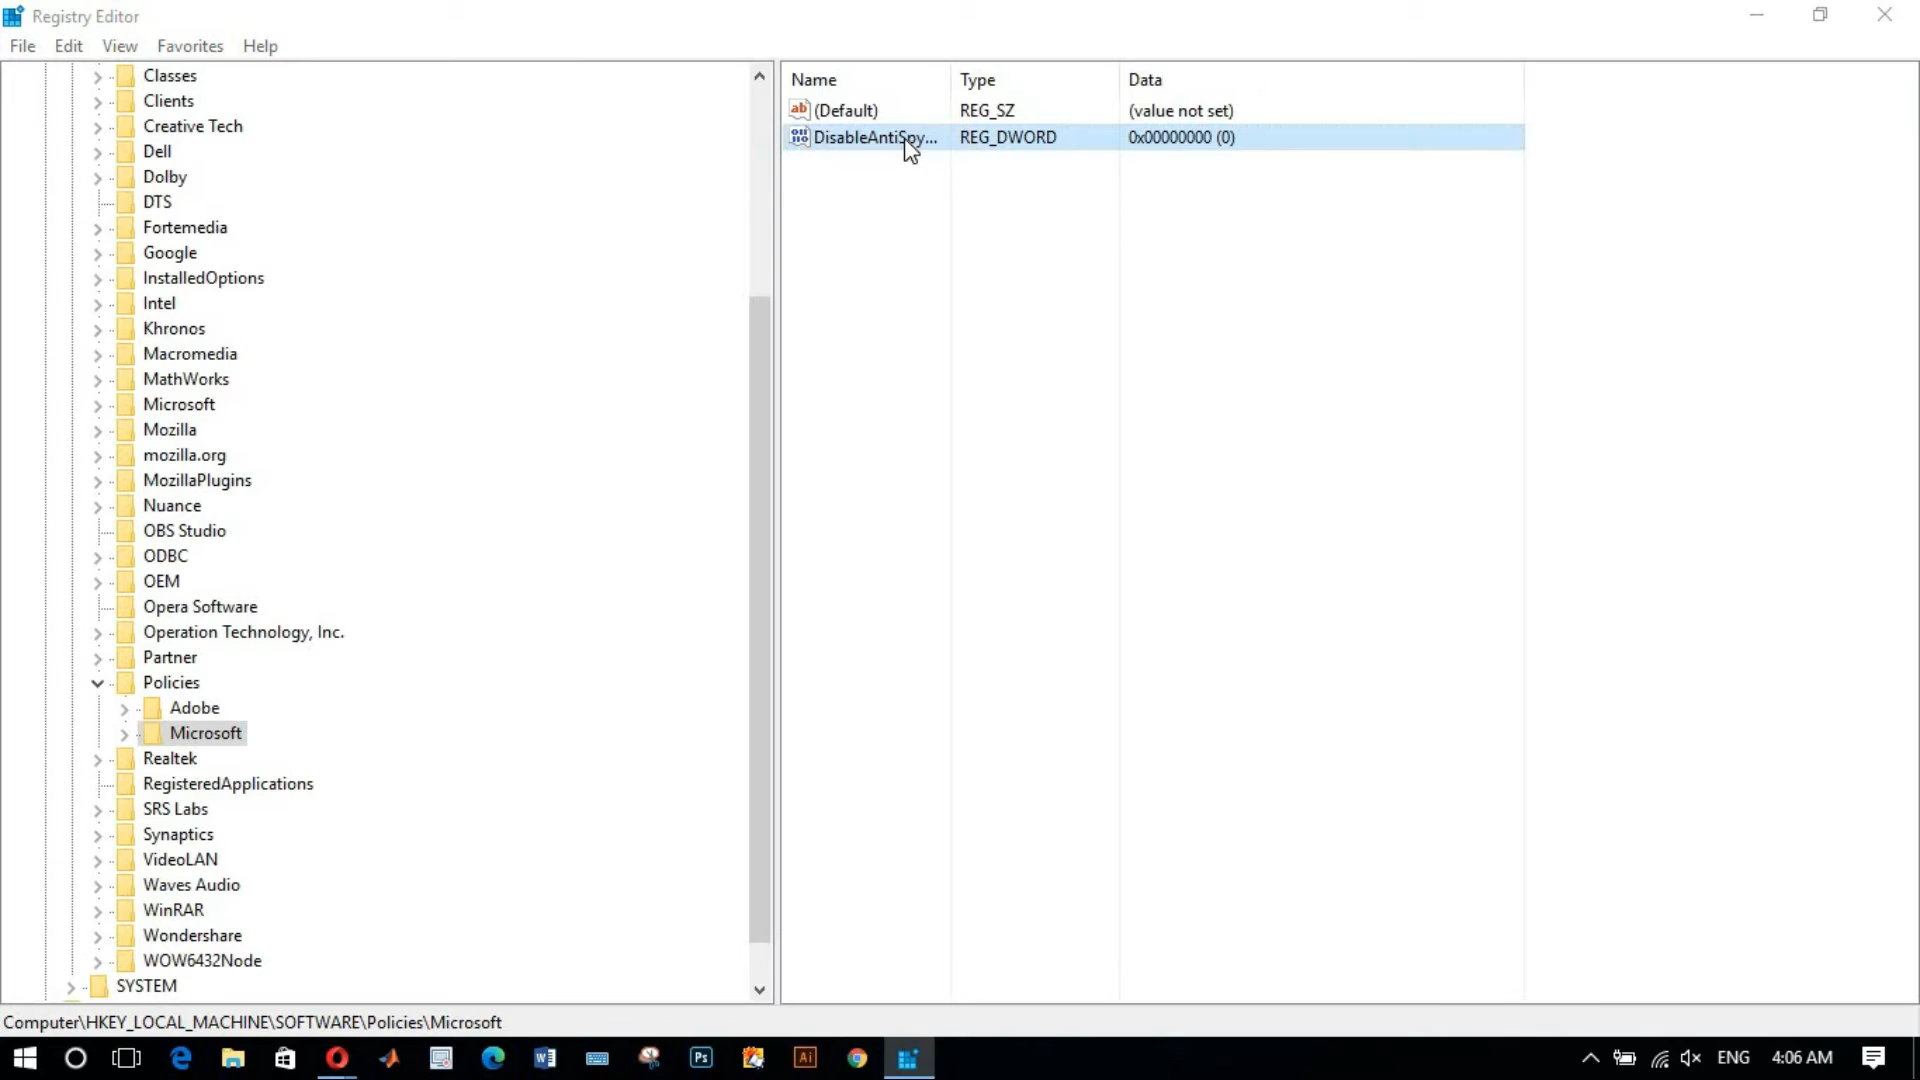 Registry Editor
File Edit View Favorites Help
Classes
Clients
Creative Tech
Dell
Dolby
DTS
Fortemedia
Google
InstalledOptions
Intel
Khronos
Macromedia
MathWorks
Microsoft
Mozilla
mozilla.org
MozillaPlugins
Nuance
OBS Studio
ODBC
OEM
Opera Software
Operation Technology, Inc.
Partner
Policies
Adobe
Microsoft
Realtek
RegisteredApplications
SRS Labs
Synaptics
VideoLAN
Waves Audio
WinRAR
Wondershare
WOW6432Node
SYSTEM
Name Type Data
(Default) REG_SZ (value not set)
DisableAntiSpy... REG_DWORD 0x00000000 (0)
Computer\HKEY_LOCAL_MACHINE\SOFTWARE\Policies\Microsoft
ENG 4:06 AM